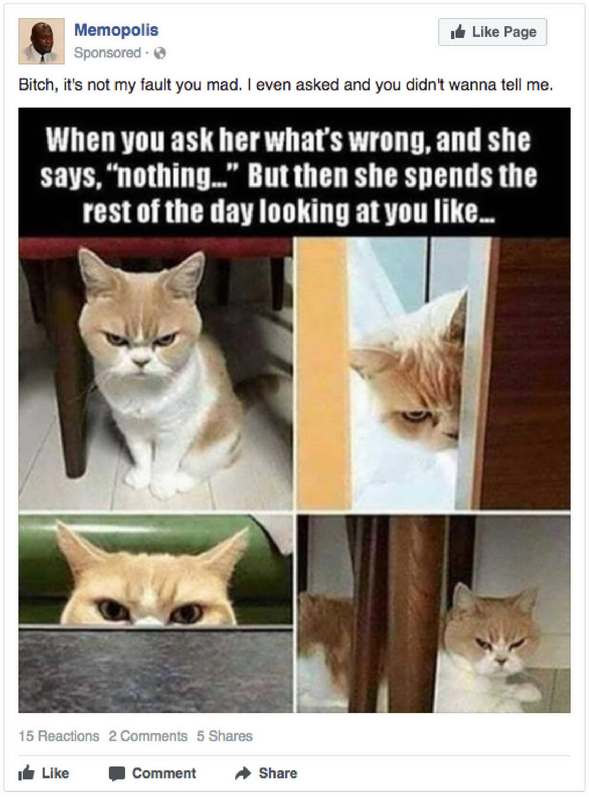 Memopolis
Like Page
Sponsored ·
Bitch, it's not my fault you mad. I even asked and you didn't wanna tell me.
When you ask her what's wrong, and she
says, “nothing...” But then she spends the
rest of the day looking at you like...
15 Reactions 2 Comments 5 Shares
Like Comment Share